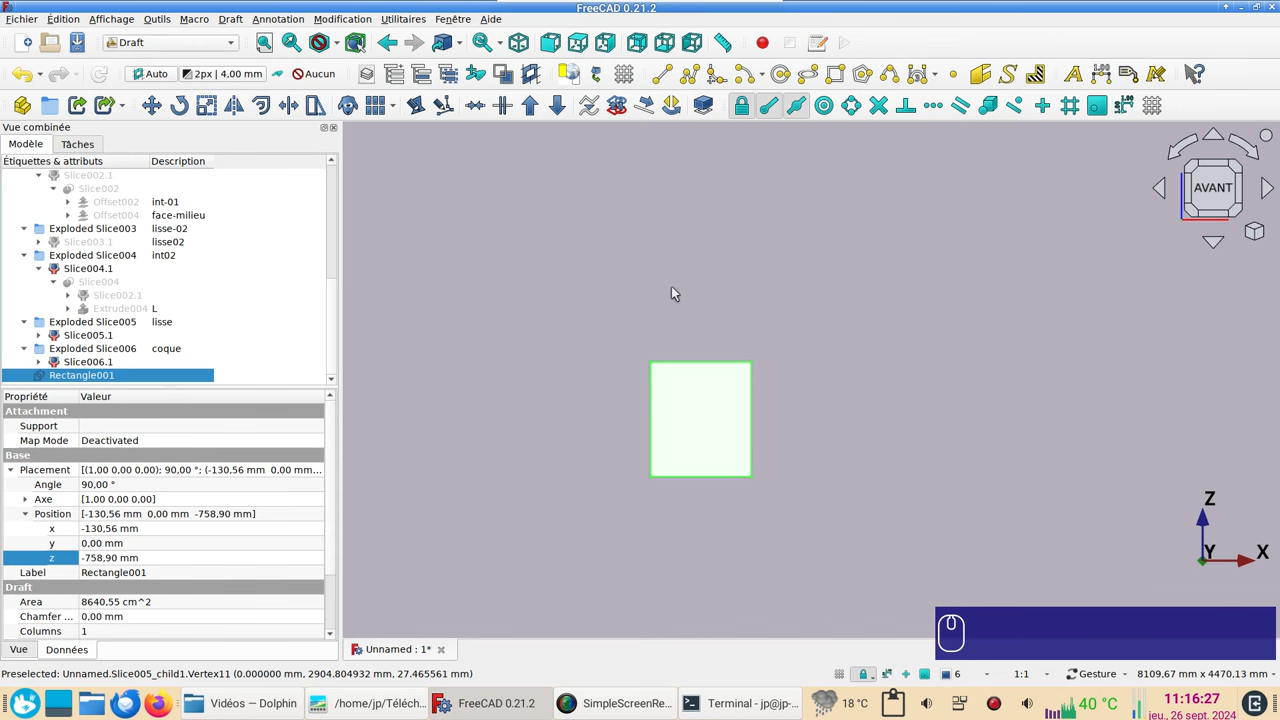 FreeCAD 0.21.2
Fichier Édition Affichage Outils Macro Draft Annotation Modification Utilitaires Fenêtre Aide
Draft
Auto 2px | 4,00 mm Aucun
Vue combinée
Modèle Tâches
Étiquettes & attributs Description
Slice002.1
Slice002
Offset002 int-01
Offset004 face-milieu
Exploded Slice003 lisse-02
Slice003.1 lisse02
Exploded Slice004 int02
Slice004.1
Slice004
Slice002.1
Extrude004 L
Exploded Slice005 lisse
Slice005.1
Exploded Slice006 coque
Slice006.1
Rectangle001
Propriété Valeur
Attachment
Support
Map Mode Deactivated
Base
Placement [(1,00 0,00 0,00); 90,00 °; (-130,56 mm 0,00 mm...
Angle 90,00 °
Axe [1,00 0,00 0,00]
Position [-130,56 mm 0,00 mm -758,90 mm]
x -130,56 mm
y 0,00 mm
z -758,90 mm
Label Rectangle001
Draft
Area 8640,55 cm^2
Chamfer ... 0,00 mm
Columns 1
Vue Données
AVANT
Z
Y X
Unnamed : 1*
Preselected: Unnamed.Slice005_child1.Vertex11 (0.000000 mm, 2904.804932 mm, 27.465561 mm)
6 1:1 Gesture 8109.67 mm x 4470.13 mm
Vidéos — Dolphin /home/jp/Téléch... FreeCAD 0.21.2 SimpleScreenRe... Terminal - jp@jp-... 18 °C 40 °C 11:16:27
jeu., 26 sept. 2024